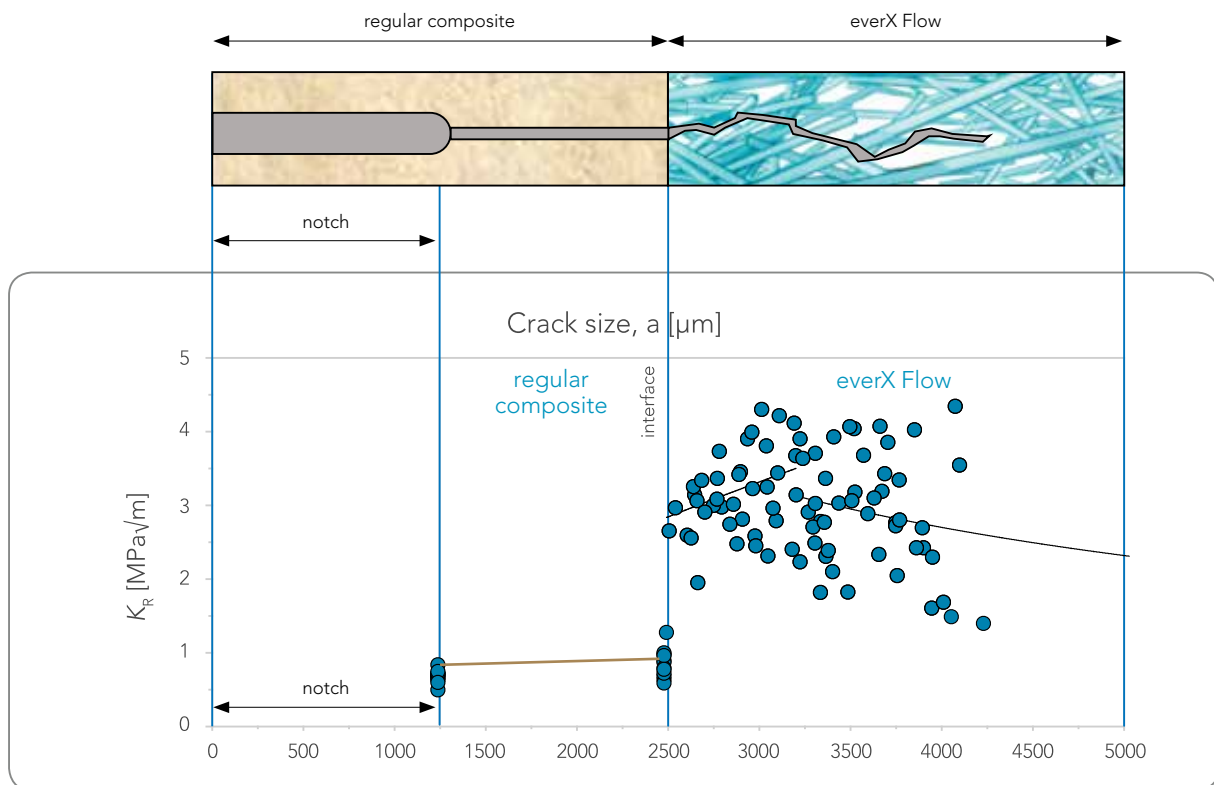 regular composite
everX Flow
notch
Crack size, a [µm]
5
4
3
2
1
0
K_R [MPa√m]
regular
composite
interface
everX Flow
notch
0
500
1000
1500
2000
2500
3000
3500
4000
4500
5000